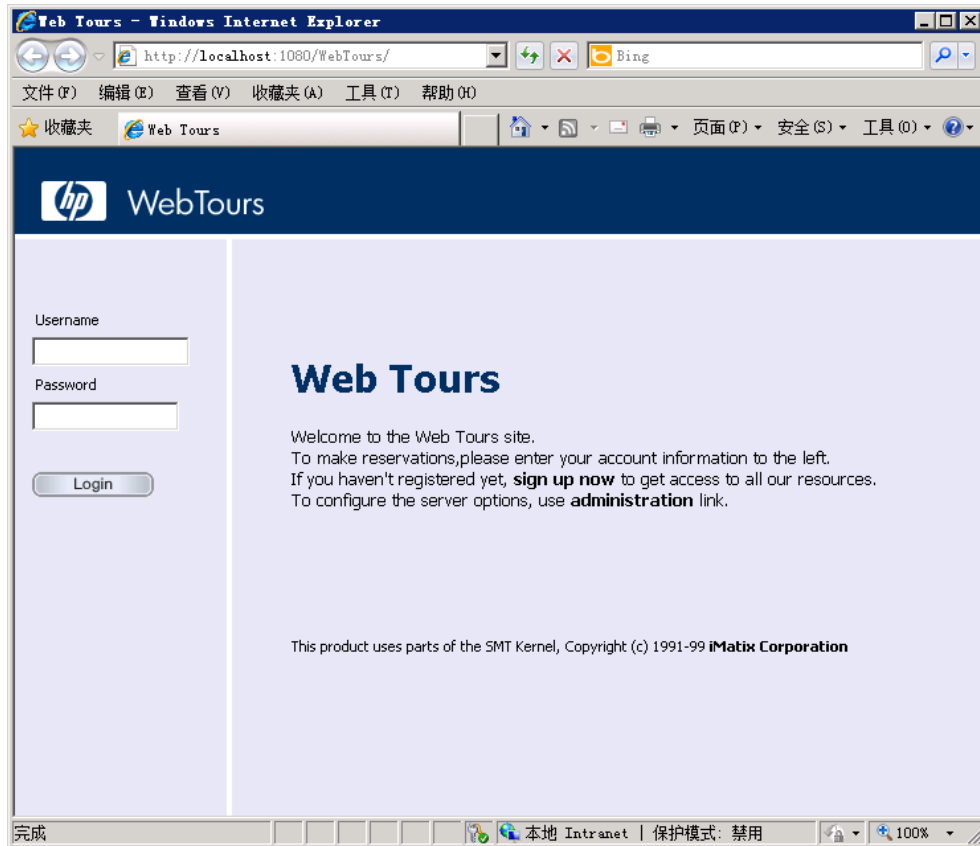 Web Tours - Windows Internet Explorer
http://localhost:1080/WebTours/
Bing
文件(F) 编辑(E) 查看(V) 收藏夹(A) 工具(T) 帮助(H)
收藏夹 Web Tours 页面(P) 安全(S) 工具(O)
hp WebTours
Username
Password
Login
Web Tours
Welcome to the Web Tours site.
To make reservations,please enter your account information to the left.
If you haven't registered yet, sign up now to get access to all our resources.
To configure the server options, use administration link.
This product uses parts of the SMT Kernel, Copyright (c) 1991-99 iMatix Corporation
完成 本地 Intranet | 保护模式: 禁用 100%